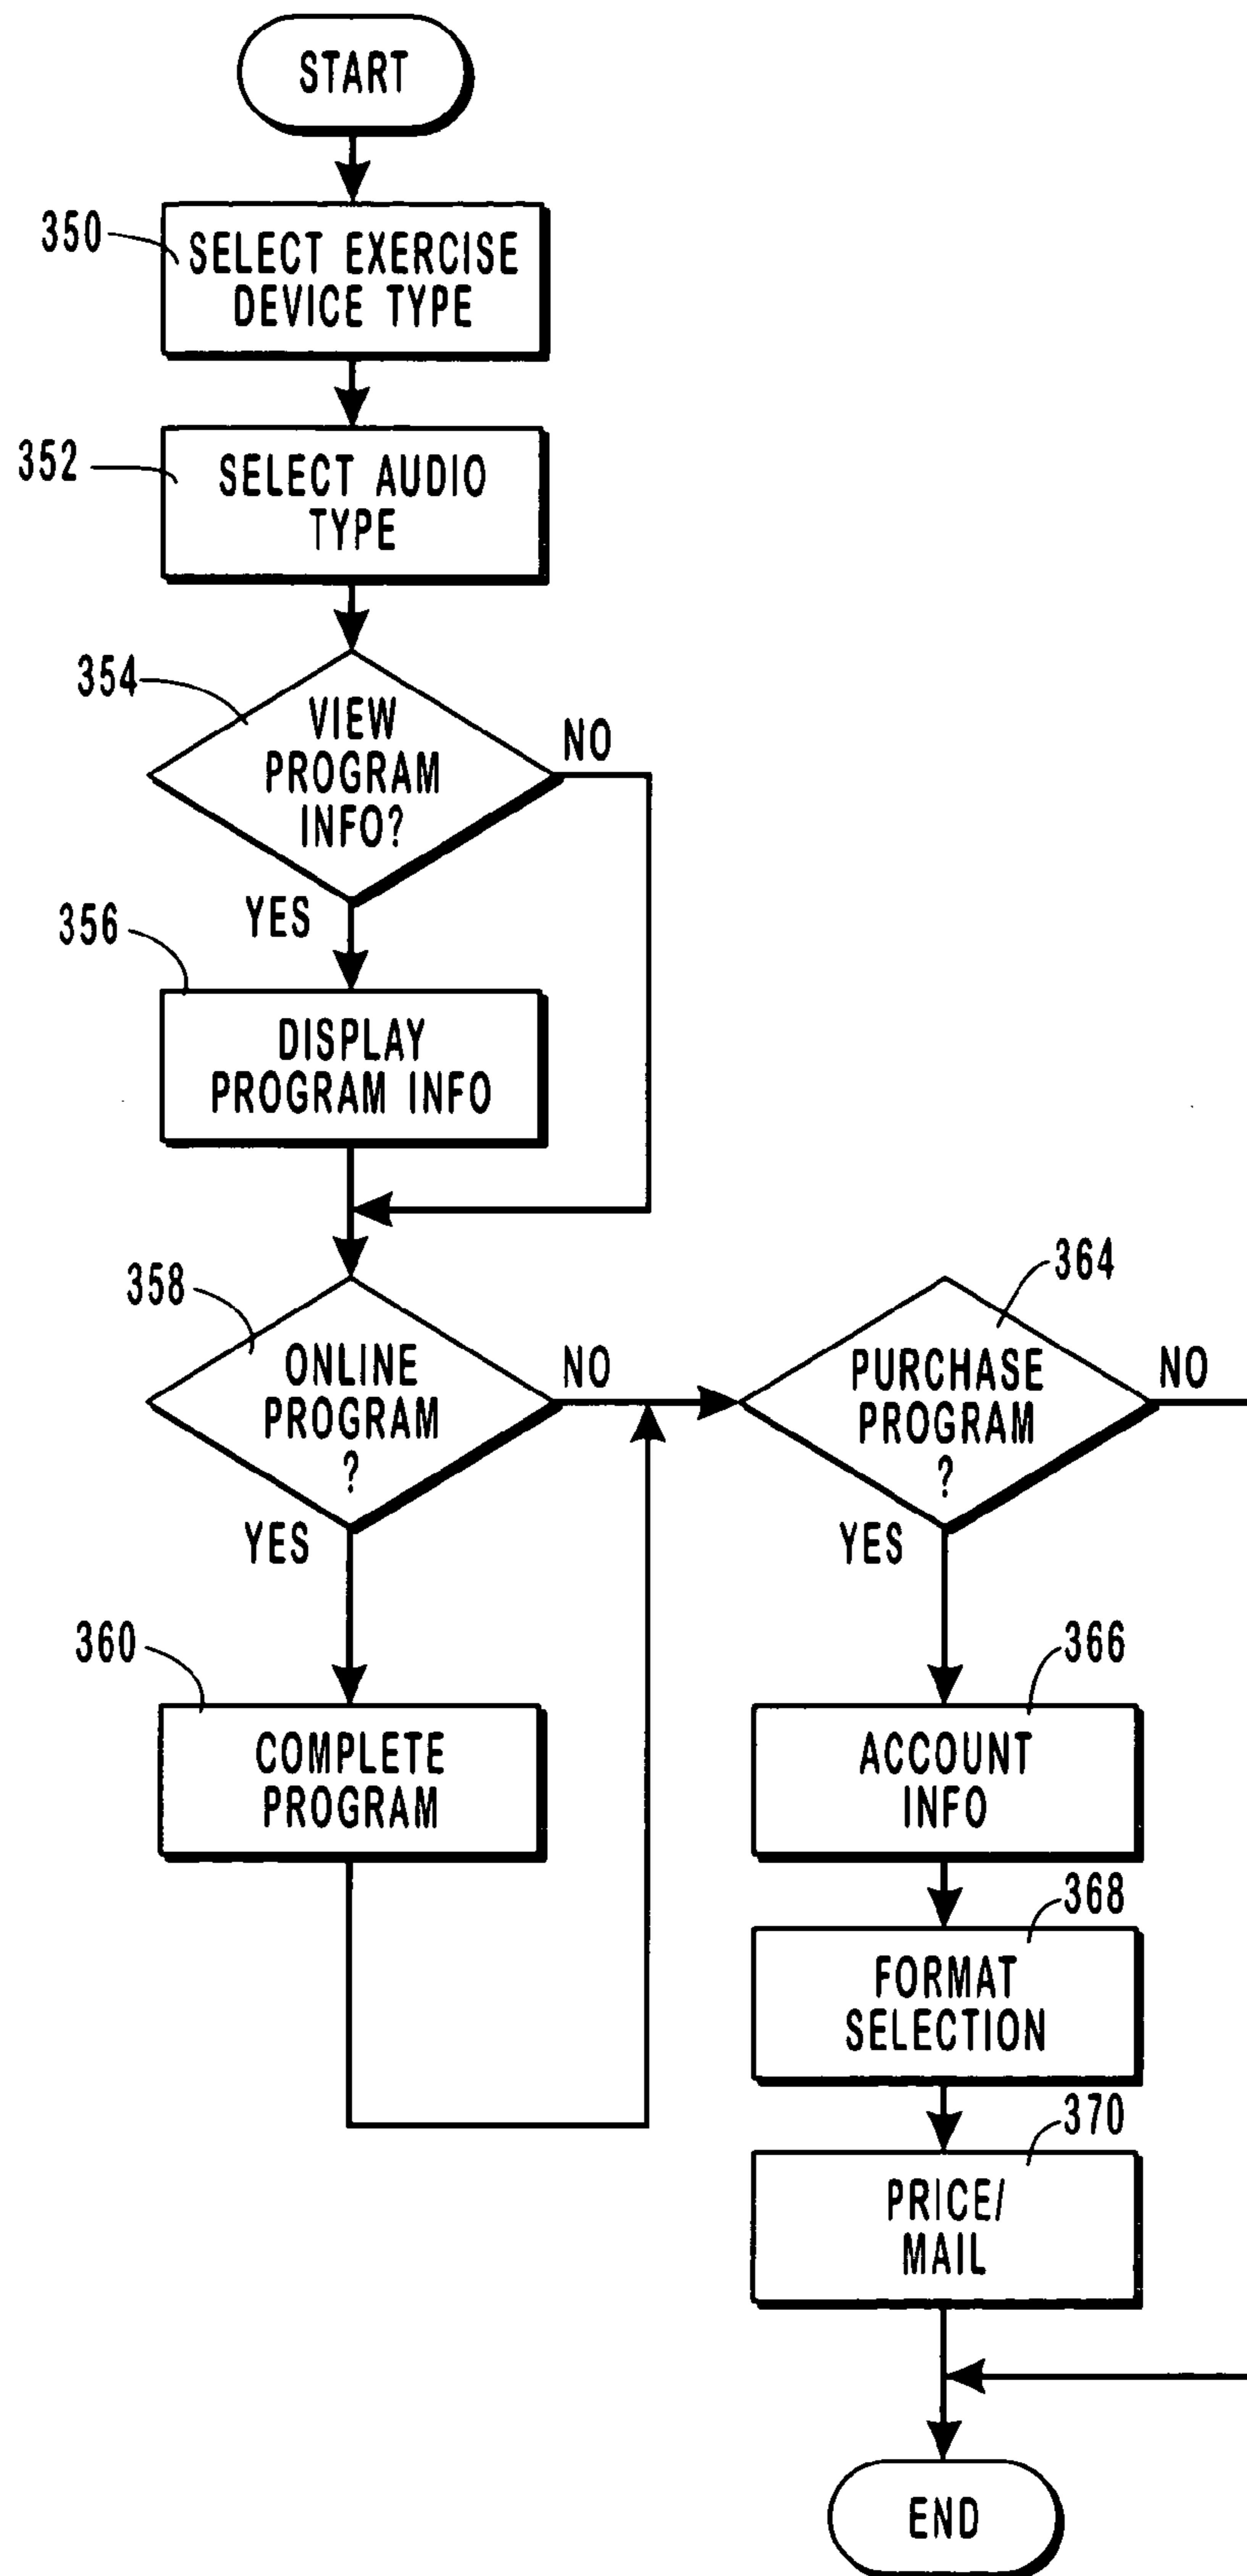 START
350
SELECT EXERCISE
DEVICE TYPE
352
SELECT AUDIO
TYPE
354
VIEW
PROGRAM
INFO?
NO
YES
356
DISPLAY
PROGRAM INFO
358
ONLINE
PROGRAM
?
NO
YES
360
COMPLETE
PROGRAM
364
PURCHASE
PROGRAM
?
NO
YES
366
ACCOUNT
INFO
368
FORMAT
SELECTION
370
PRICE/
MAIL
END